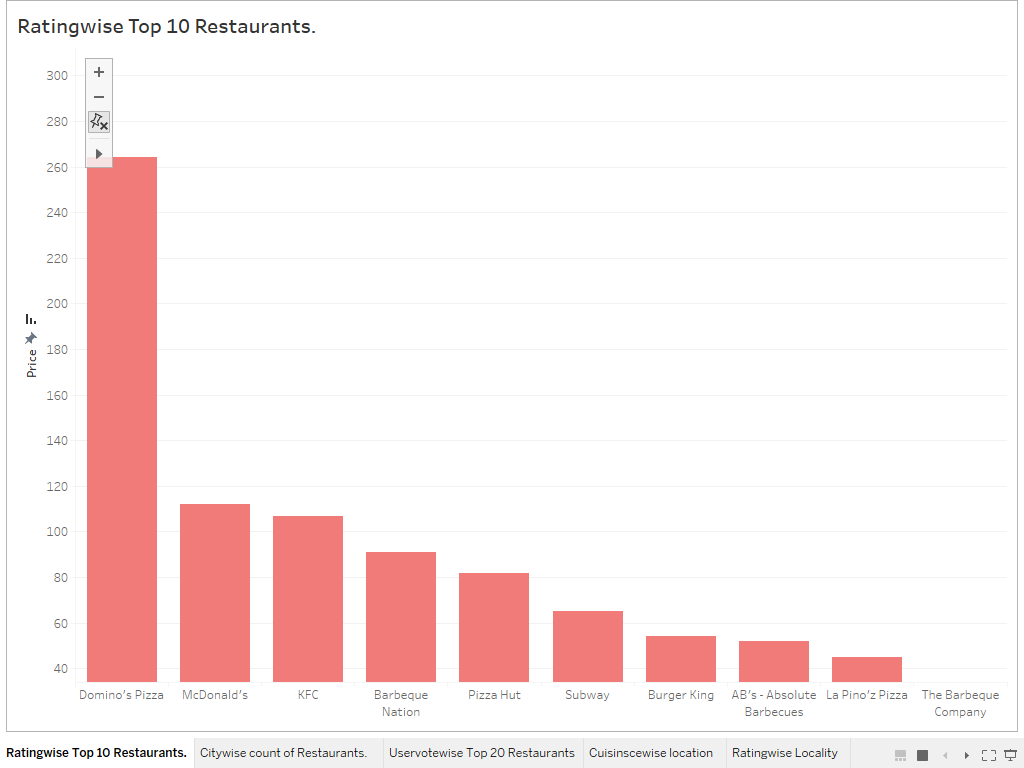 Ratingwise Top 10 Restaurants.
300
280
260
240
220
200
180
160
140
120
100
80
60
40
Price
Domino's Pizza
McDonald's
KFC
Barbeque
Nation
Pizza Hut
Subway
Burger King
AB's - Absolute
Barbecues
La Pino'z Pizza
The Barbeque
Company
Ratingwise Top 10 Restaurants.
Citywise count of Restaurants.
Uservotewise Top 20 Restaurants
Cuisinscewise location
Ratingwise Locality